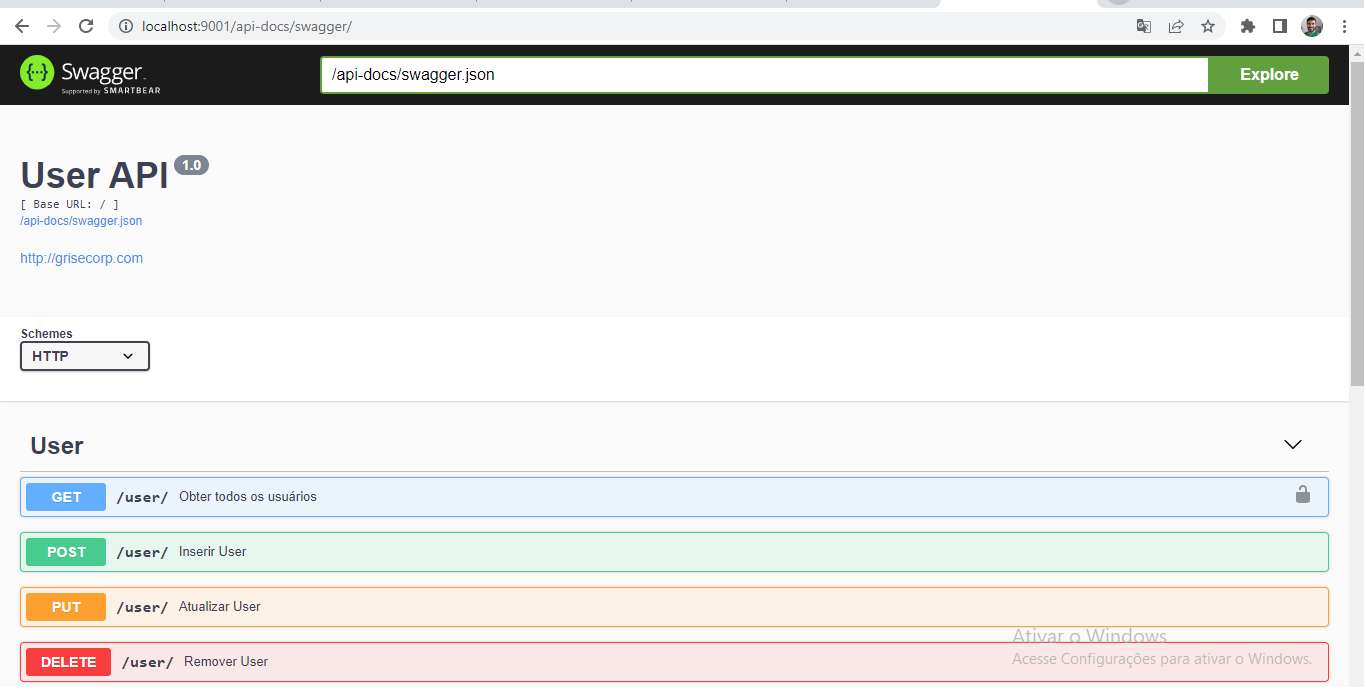 localhost:9001/api-docs/swagger/
Swagger
Supported by SMARTBEAR
/api-docs/swagger.json
Explore
User API 1.0
[ Base URL: / ]
/api-docs/swagger.json
http://grisecorp.com
Schemes
HTTP
User
GET /user/ Obter todos os usuários
POST /user/ Inserir User
PUT /user/ Atualizar User
Ativar o Windows
DELETE /user/ Remover User
Acesse Configurações para ativar o Windows.